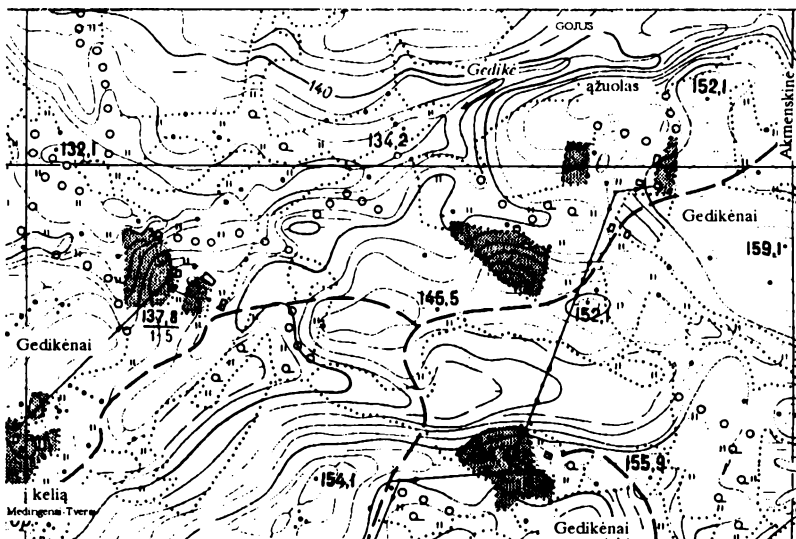 GOJUS
Gedikė
140
ąžuolas
152,1
Akmenskinė
132,1
134,2
Gedikėnai
159,1
146,5
152,1
137,8
Gedikėnai
154,1
155,9
į kelią
Medingėnai-Tverai
Gedikėnai